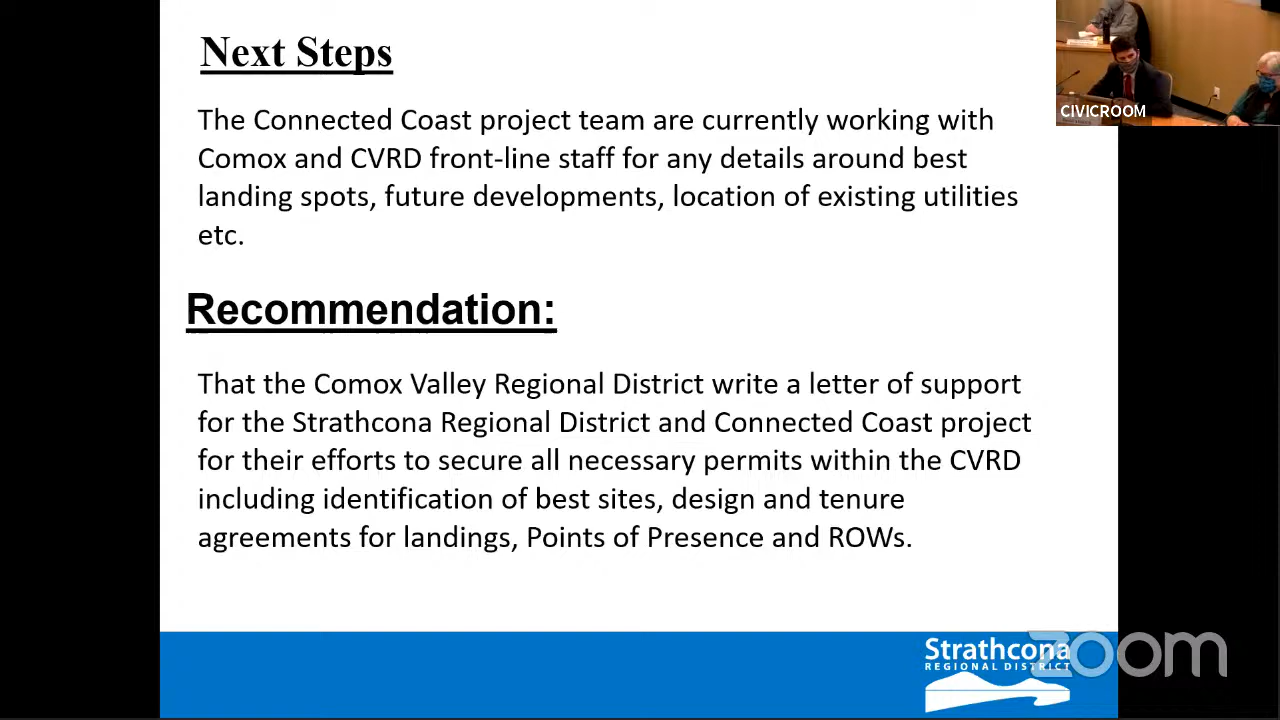 Next Steps
The Connected Coast project team are currently working with
Comox and CVRD front-line staff for any details around best
landing spots, future developments, location of existing utilities
etc.
Recommendation:
That the Comox Valley Regional District write a letter of support
for the Strathcona Regional District and Connected Coast project
for their efforts to secure all necessary permits within the CVRD
including identification of best sites, design and tenure
agreements for landings, Points of Presence and ROWs.
CIVICROOM
Strathcona
REGIONAL DISTRICT
zoom